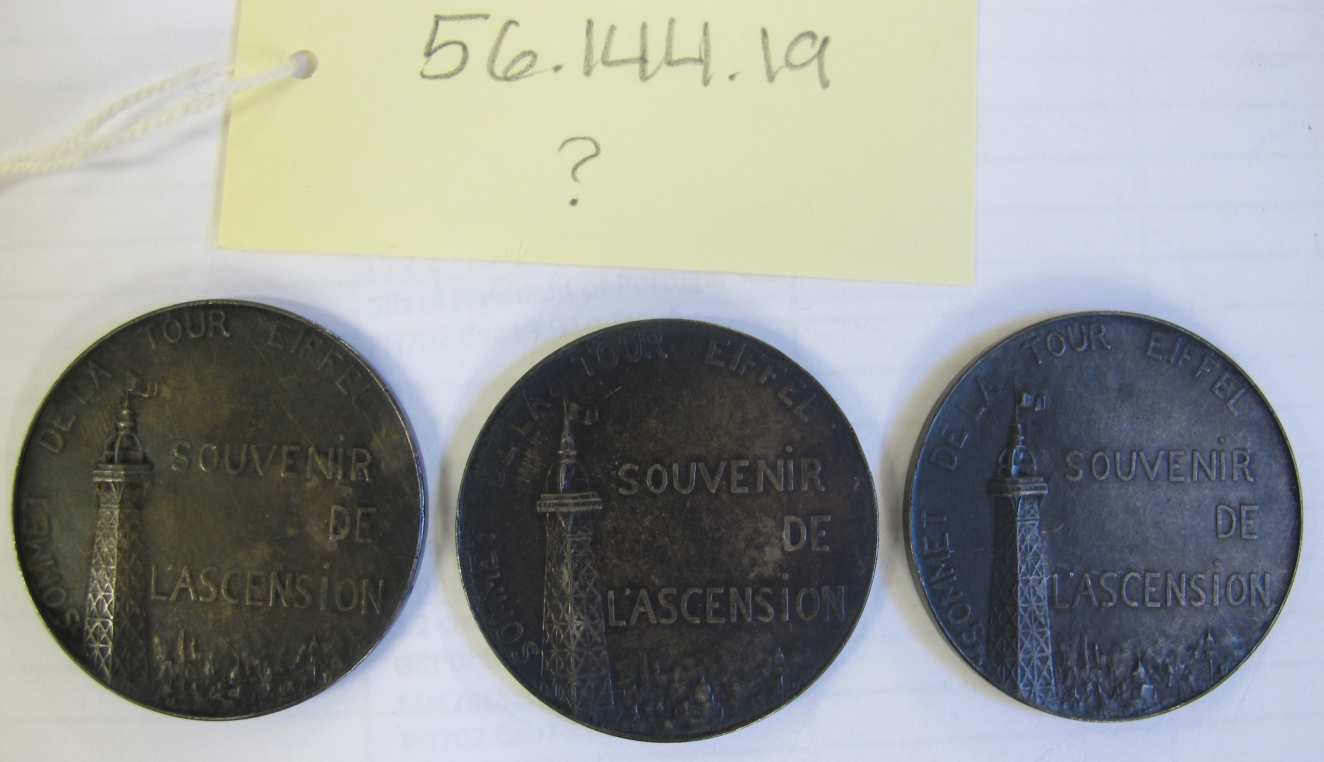 56.144.19
?
SOMMET DE LA TOUR EIFFEL
SOUVENiR
DE
L'ASCENSiON
SOMMET DE LA TOUR EIFFEL
SOUVENiR
DE
L'ASCENSiON
SOMMET DE LA TOUR EIFFEL
SOUVENiR
DE
L'ASCENSiON